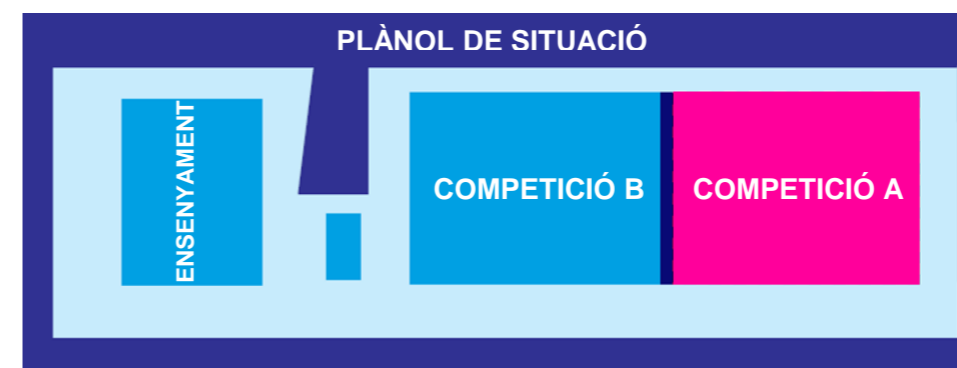 PLÀNOL DE SITUACIÓ
ENSENYAMENT
COMPETICIÓ B
COMPETICIÓ A